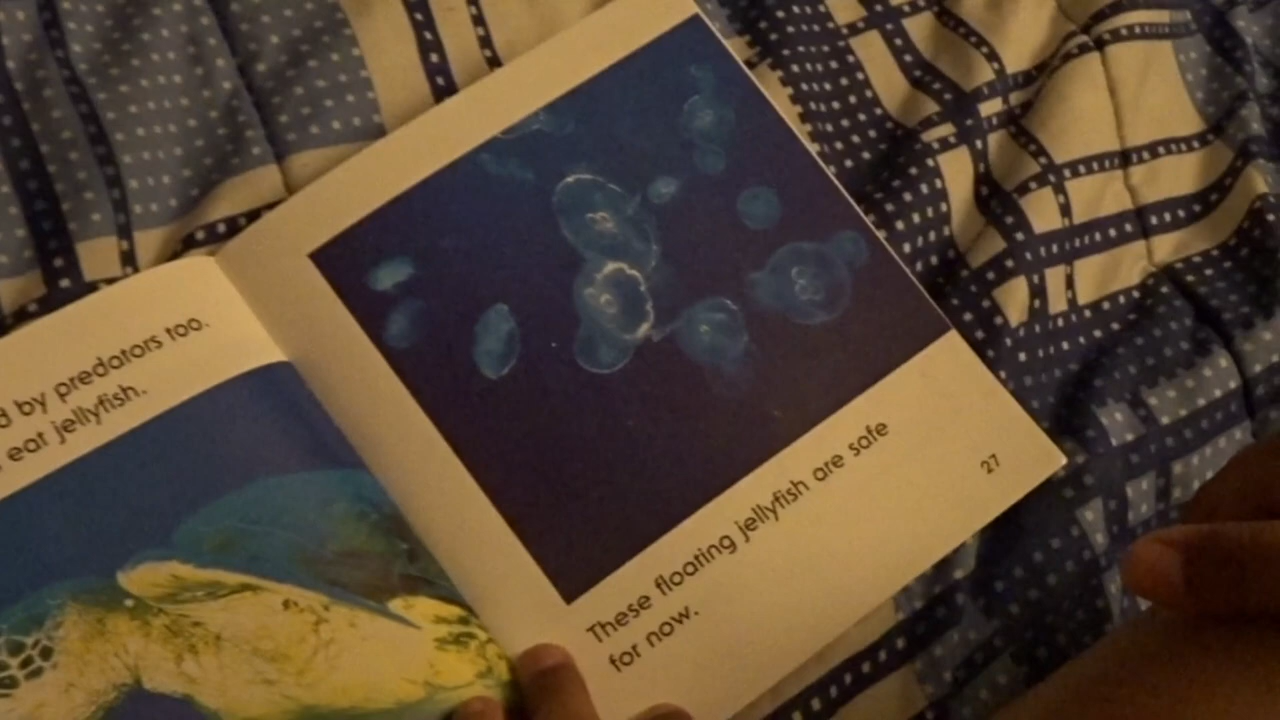 d by predators too.
eat jellyfish.
These floating jellyfish are safe
for now.
27